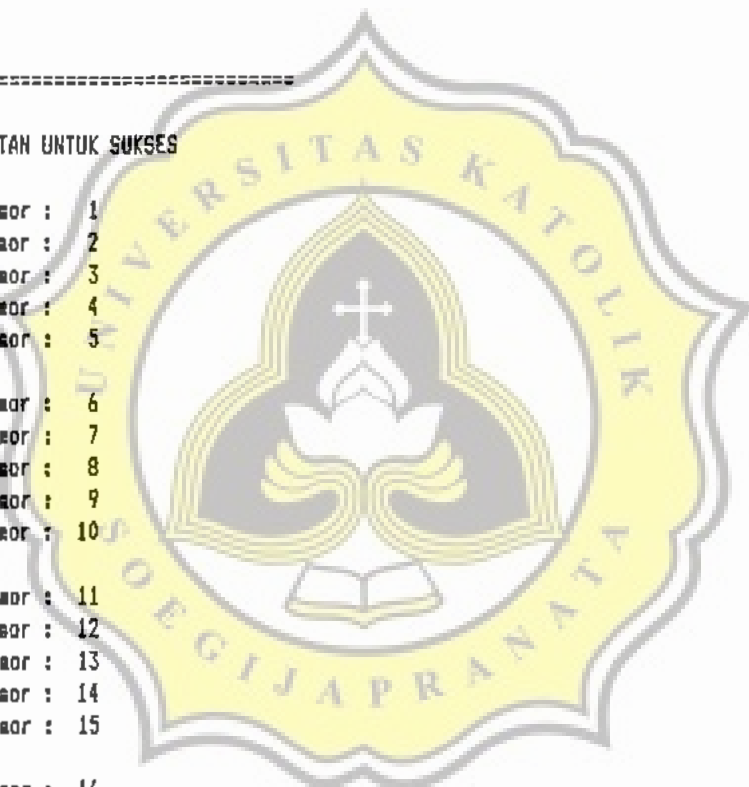 ==============================
TAN UNTUK SUKSES
mor : 1
mor : 2
mor : 3
mor : 4
mor : 5
mor : 6
mor : 7
mor : 8
mor : 9
mor : 10
mor : 11
mor : 12
mor : 13
mor : 14
mor : 15
UNIVERSITAS KATOLIK
SOEGIJAPRANATA